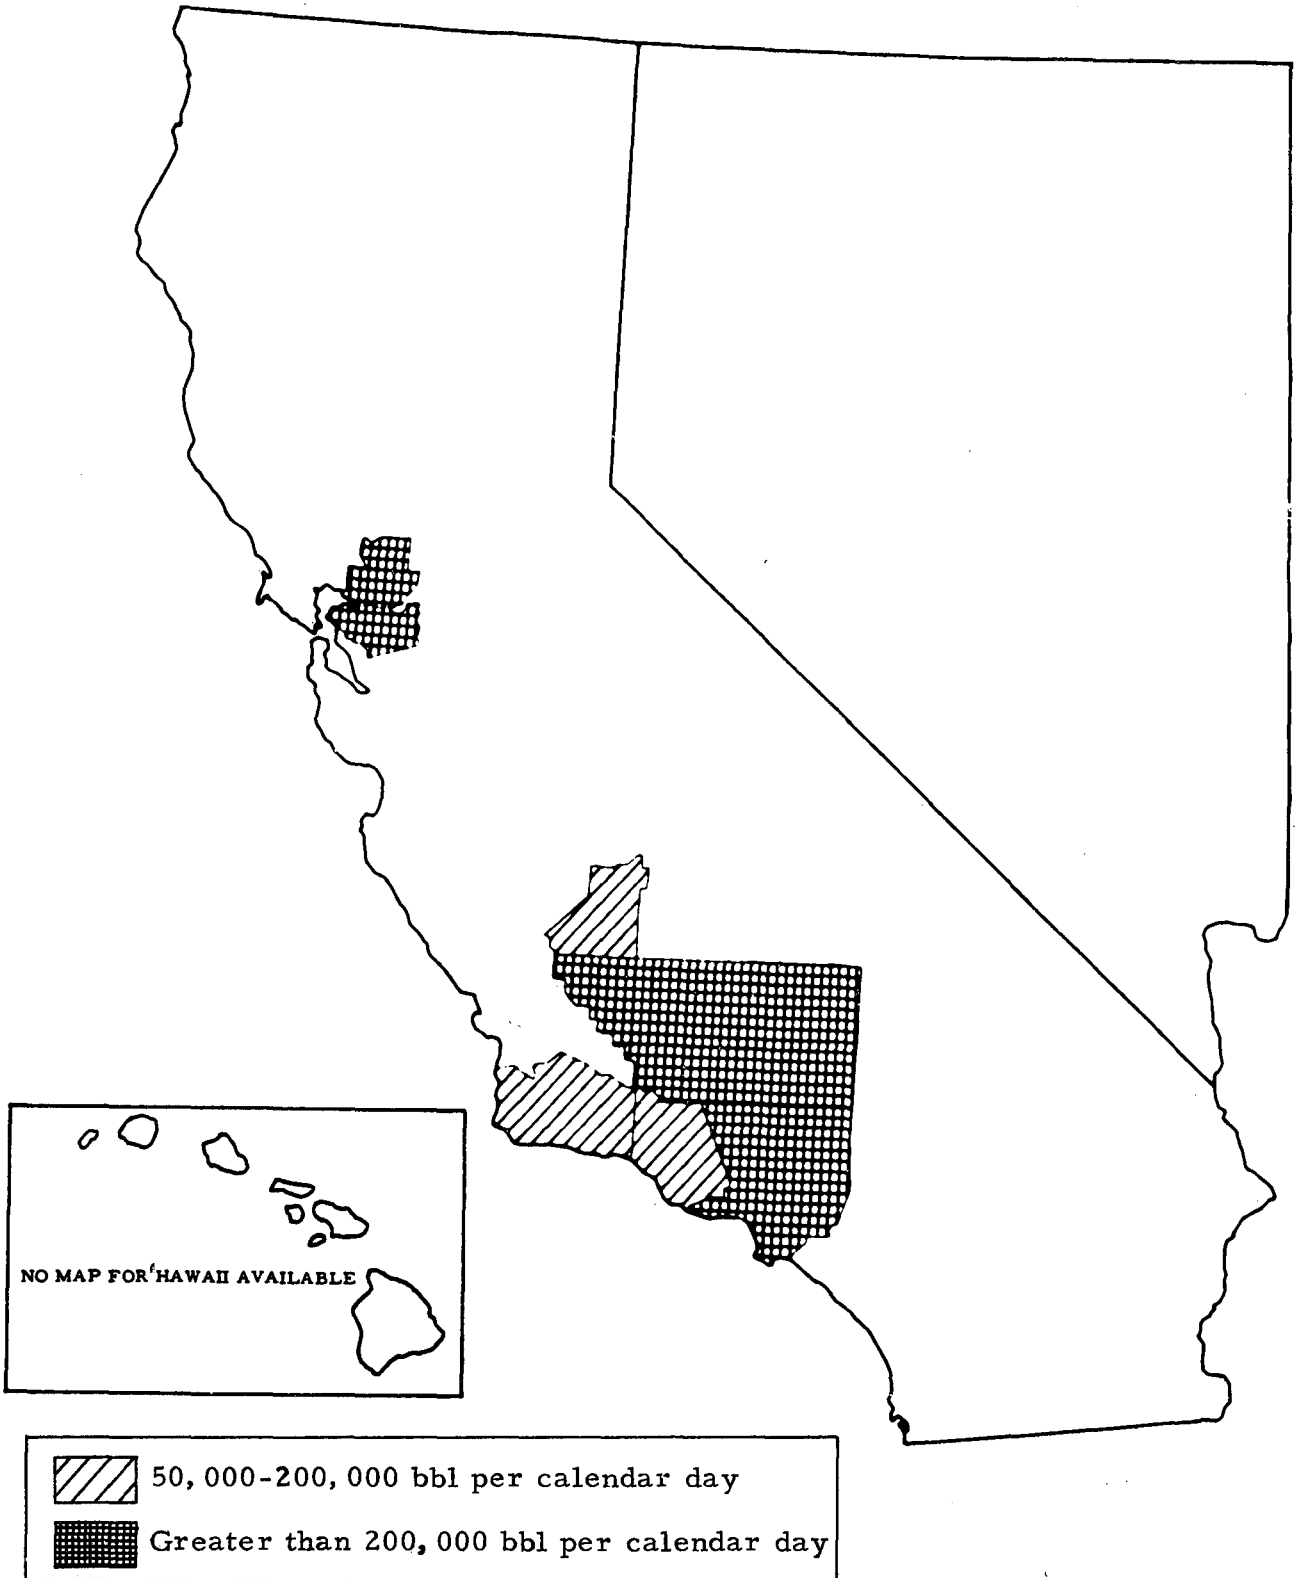 NO MAP FOR HAWAII AVAILABLE
50,000-200,000 bbl per calendar day
Greater than 200,000 bbl per calendar day